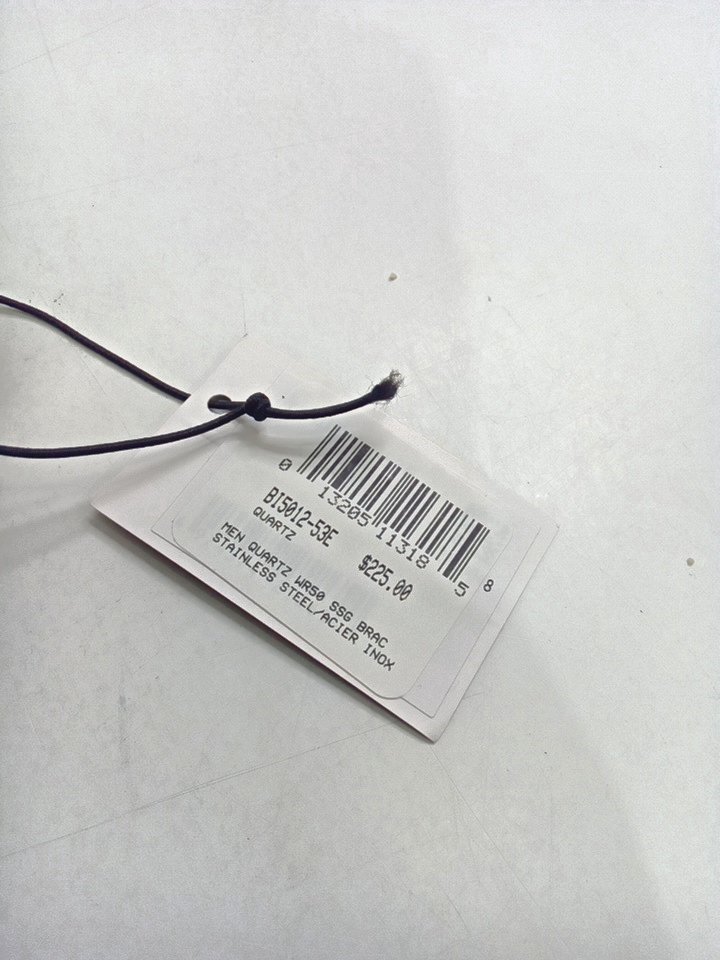 0 13205 11318 5 8
BI5012-53E $225.00
QUARTZ
MEN QUARTZ WR50 SSG BRAC
STAINLESS STEEL/ACIER INOX